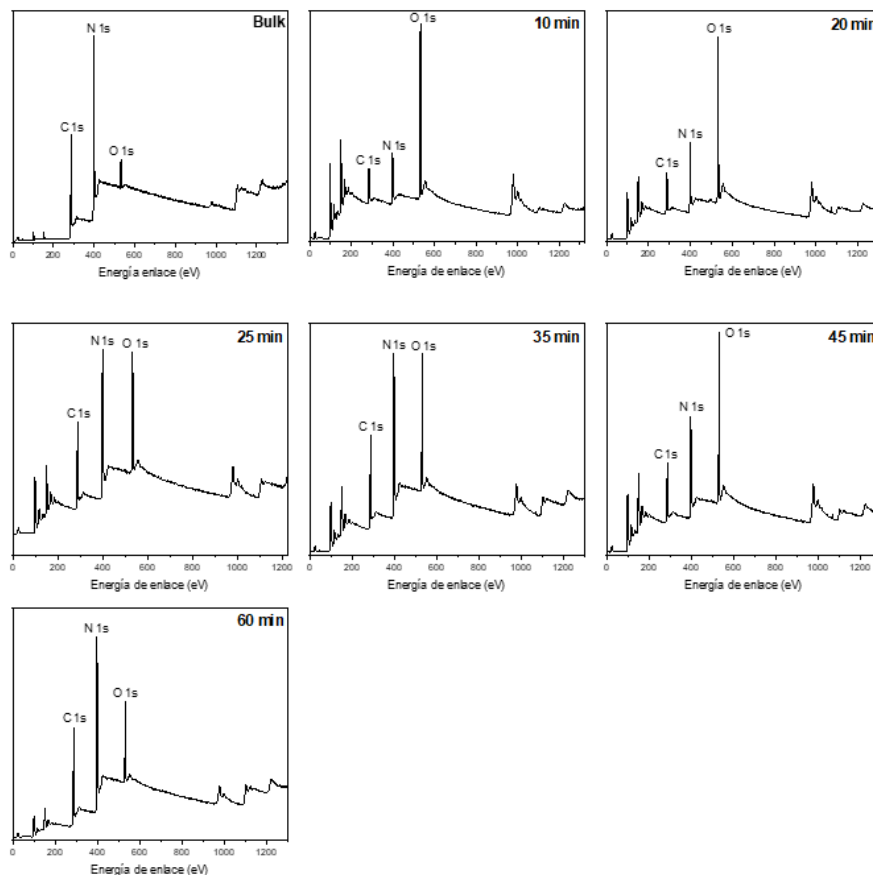 Bulk
N 1s
C 1s
O 1s
0 200 400 600 800 1000 1200
Energía enlace (eV)
10 min
O 1s
N 1s
C 1s
0 200 400 600 800 1000 1200
Energía de enlace (eV)
20 min
O 1s
N 1s
C 1s
0 200 400 600 800 1000 1200
Energía de enlace (eV)
25 min
N 1s O 1s
C 1s
0 200 400 600 800 1000 1200
Energía de enlace (eV)
35 min
N 1s O 1s
C 1s
0 200 400 600 800 1000 1200
Energía de enlace (eV)
45 min
O 1s
N 1s
C 1s
0 200 400 600 800 1000 1200
Energía de enlace (eV)
60 min
N 1s
O 1s
C 1s
0 200 400 600 800 1000 1200
Energía de enlace (eV)